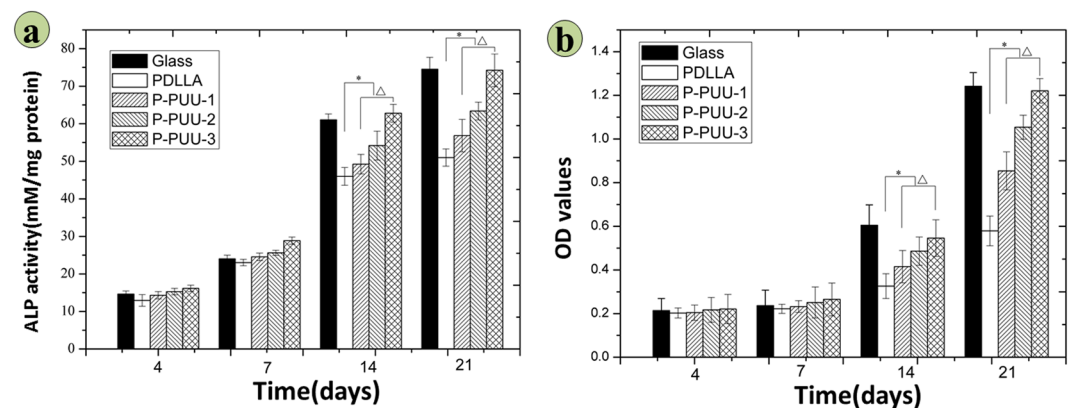 a
ALP activity(mM/mg protein)
80
70
60
50
40
30
20
10
0
Glass
PDLLA
P-PUU-1
P-PUU-2
P-PUU-3
*
△
*
△
4
7
14
21
Time(days)
b
OD values
1.4
1.2
1.0
0.8
0.6
0.4
0.2
0.0
Glass
PDLLA
P-PUU-1
P-PUU-2
P-PUU-3
*
△
*
△
4
7
14
21
Time(days)